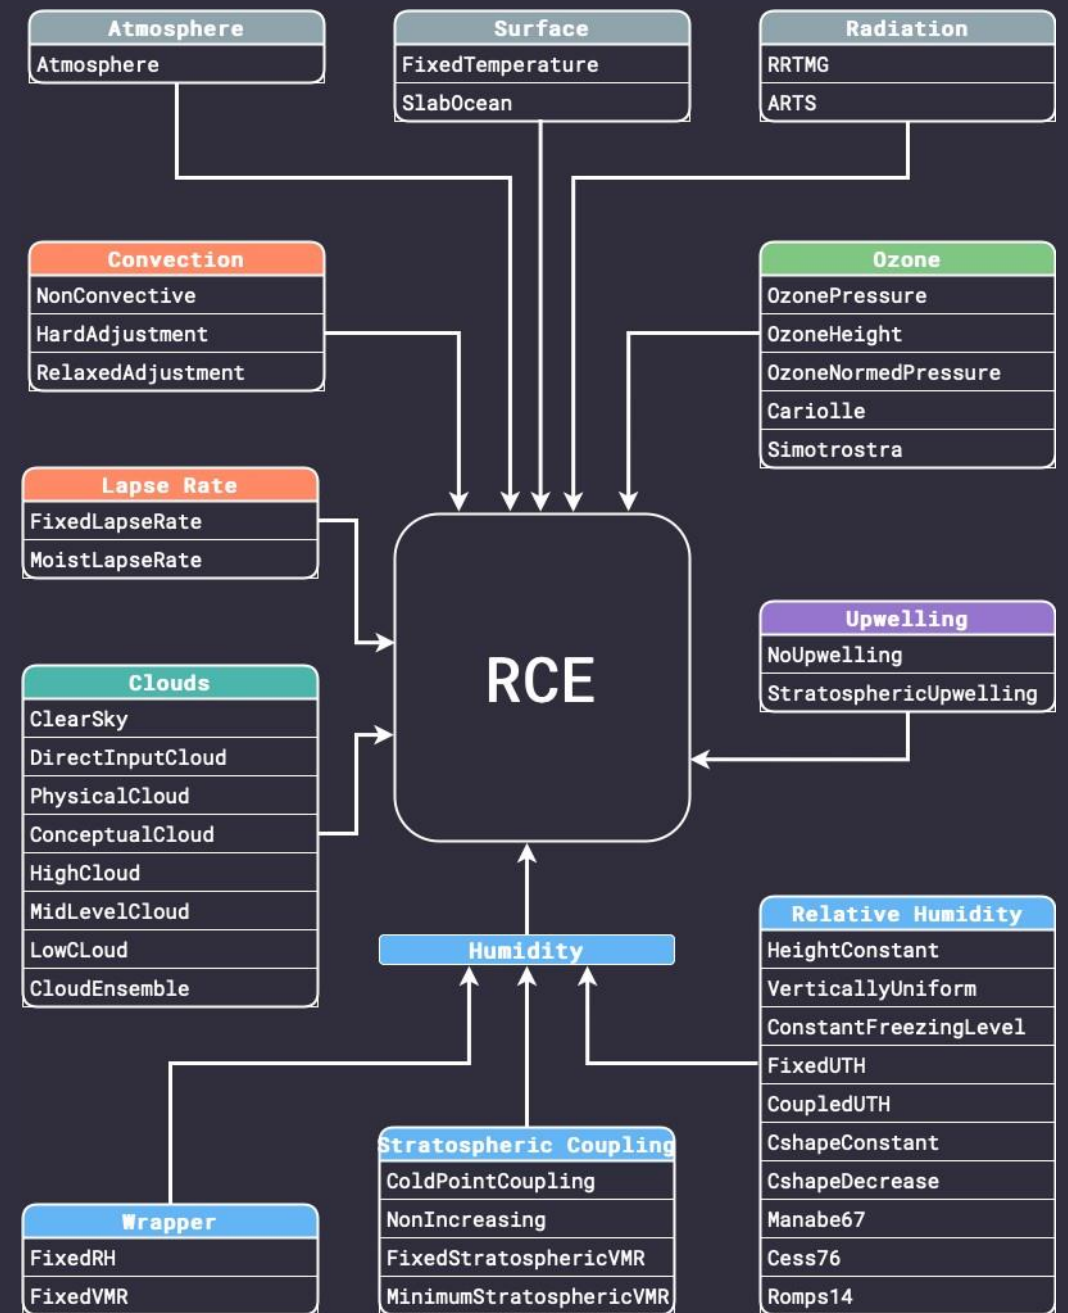 Atmosphere
Atmosphere
Surface
FixedTemperature
SlabOcean
Radiation
RRTMG
ARTS
Convection
NonConvective
HardAdjustment
RelaxedAdjustment
Ozone
OzonePressure
OzoneHeight
OzoneNormedPressure
Cariolle
Simotrostra
Lapse Rate
FixedLapseRate
MoistLapseRate
RCE
Upwelling
NoUpwelling
StratosphericUpwelling
Clouds
ClearSky
DirectInputCloud
PhysicalCloud
ConceptualCloud
HighCloud
MidLevelCloud
LowCLoud
CloudEnsemble
Humidity
Relative Humidity
HeightConstant
VerticallyUniform
ConstantFreezingLevel
FixedUTH
CoupledUTH
CshapeConstant
CshapeDecrease
Manabe67
Cess76
Romps14
Stratospheric Coupling
ColdPointCoupling
NonIncreasing
FixedStratosphericVMR
MinimumStratosphericVMR
Wrapper
FixedRH
FixedVMR